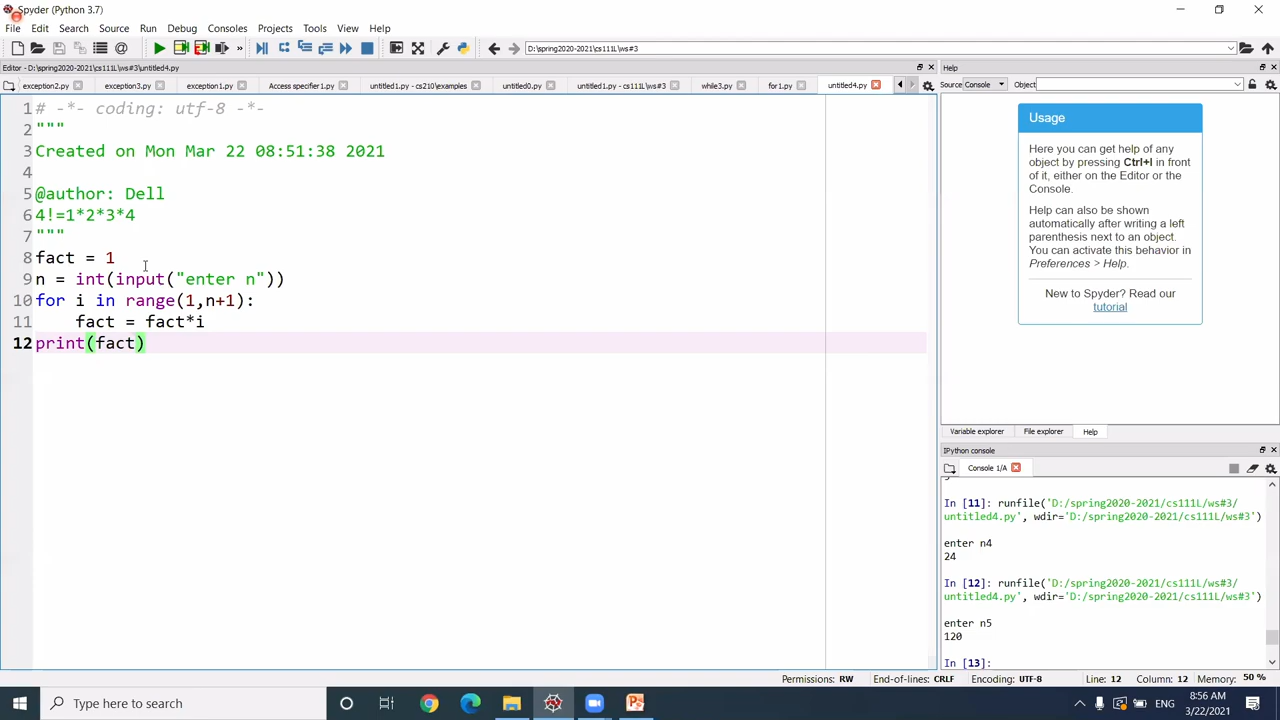 Spyder (Python 3.7)
File Edit Search Source Run Debug Consoles Projects Tools View Help
D:\spring2020-2021\cs111L\ws#3
Editor - D:\spring2020-2021\cs111L\ws#3\untitled4.py
Help
exception2.py exception3.py exception1.py Access specifier1.py untitled1.py - cs210\examples untitled0.py untitled1.py - cs111L\ws#3 while3.py for1.py untitled4.py
Source Console Object
1 # -*- coding: utf-8 -*-
2 """
3 Created on Mon Mar 22 08:51:38 2021
4
5 @author: Dell
6 4!=1*2*3*4
7 """
8 fact = 1
9 n = int(input("enter n"))
10 for i in range(1,n+1):
11     fact = fact*i
12 print(fact)
Usage
Here you can get help of any
object by pressing Ctrl+I in front
of it, either on the Editor or the
Console.
Help can also be shown
automatically after writing a left
parenthesis next to an object.
You can activate this behavior in
Preferences > Help.
New to Spyder? Read our
tutorial
Variable explorer File explorer Help
IPython console
Console 1/A
In [11]: runfile('D:/spring2020-2021/cs111L/ws#3/
untitled4.py', wdir='D:/spring2020-2021/cs111L/ws#3')
enter n4
24
In [12]: runfile('D:/spring2020-2021/cs111L/ws#3/
untitled4.py', wdir='D:/spring2020-2021/cs111L/ws#3')
enter n5
120
In [13]:
Permissions: RW End-of-lines: CRLF Encoding: UTF-8 Line: 12 Column: 12 Memory: 50 %
Type here to search
ENG
8:56 AM
3/22/2021